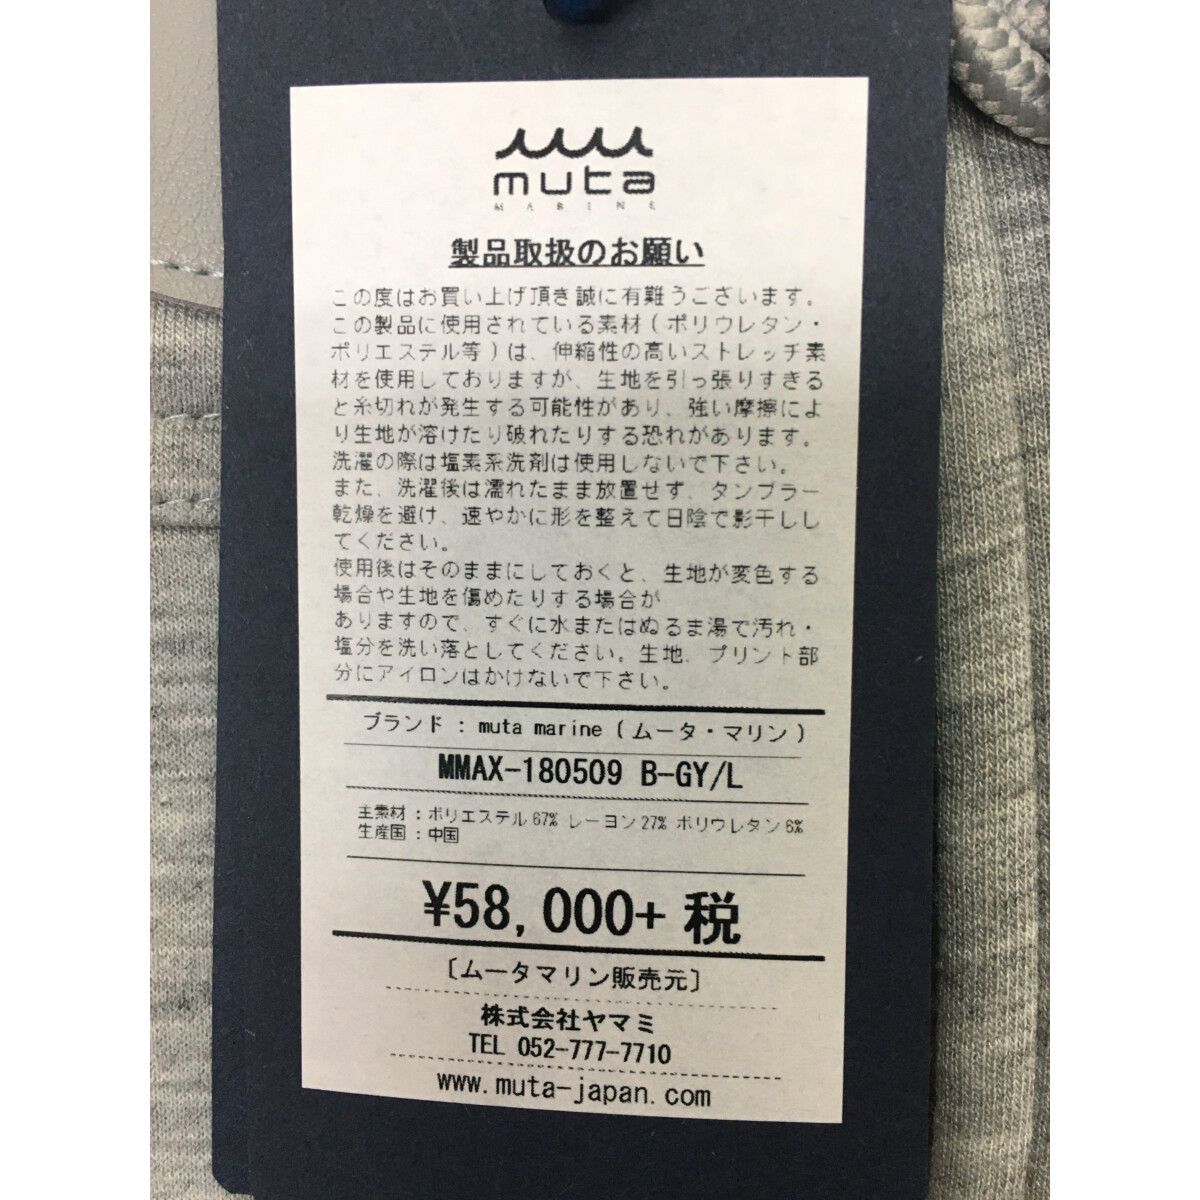 muta
MARINE
製品取扱のお願い
この度はお買い上げ頂き誠に有難うございます。
この製品に使用されている素材(ポリウレタン・
ポリエステル等)は、伸縮性の高いストレッチ素
材を使用しておりますが、生地を引っ張りすぎる
と糸切れが発生する可能性があり、強い摩擦によ
り生地が溶けたり破れたりする恐れがあります。
洗濯の際は塩素系洗剤は使用しないで下さい。
また、洗濯後は濡れたまま放置せず、タンブラー
乾燥を避け、速やかに形を整えて日陰で影干しし
てください。
使用後はそのままにしておくと、生地が変色する
場合や生地を傷めたりする場合が
ありますので、すぐに水またはぬるま湯で汚れ・
塩分を洗い落としてください。生地、プリント部
分にアイロンはかけないで下さい。
ブランド：muta marine(ムータ・マリン)
MMAX-180509 B-GY/L
主素材：ポリエステル67% レーヨン27% ポリウレタン6%
生産国：中国
¥58,000+税
〔ムータマリン販売元〕
株式会社ヤマミ
TEL 052-777-7710
www.muta-japan.com